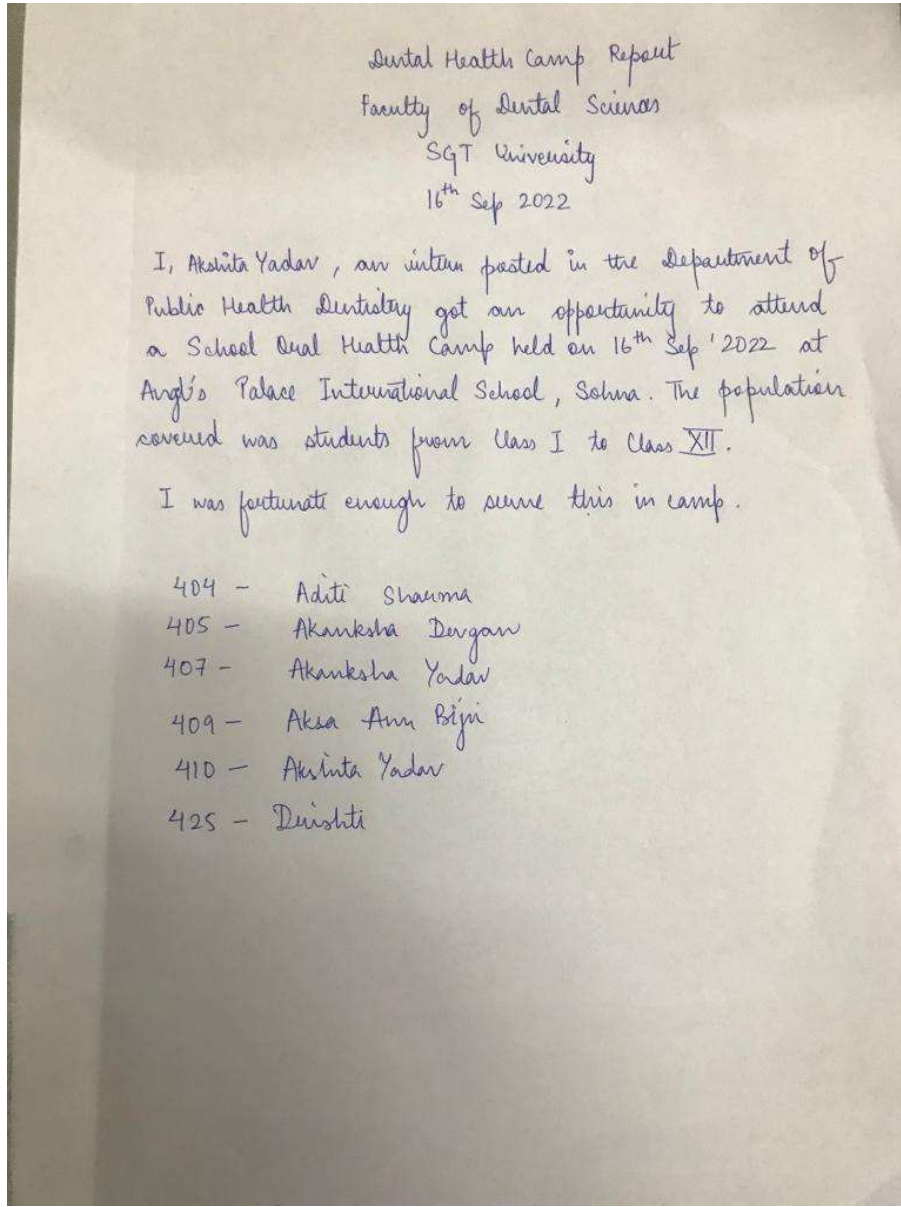 Dental Health Camp Report
Faculty of Dental Sciences
SGT University
16th Sep 2022
I, Akshita Yadav, an intern posted in the Department of
Public Health Dentistry got an opportunity to attend
a School Oral Health Camp held on 16th Sep '2022 at
Angl's Palace International School, Sohna. The population
covered was students from Class I to Class XII.
I was fortunate enough to serve this in camp.
404 - Aditi Sharma
405 - Akanksha Devgan
407 - Akanksha Yadav
409 - Aksa Ann Biji
410 - Akshita Yadav
425 - Drishti